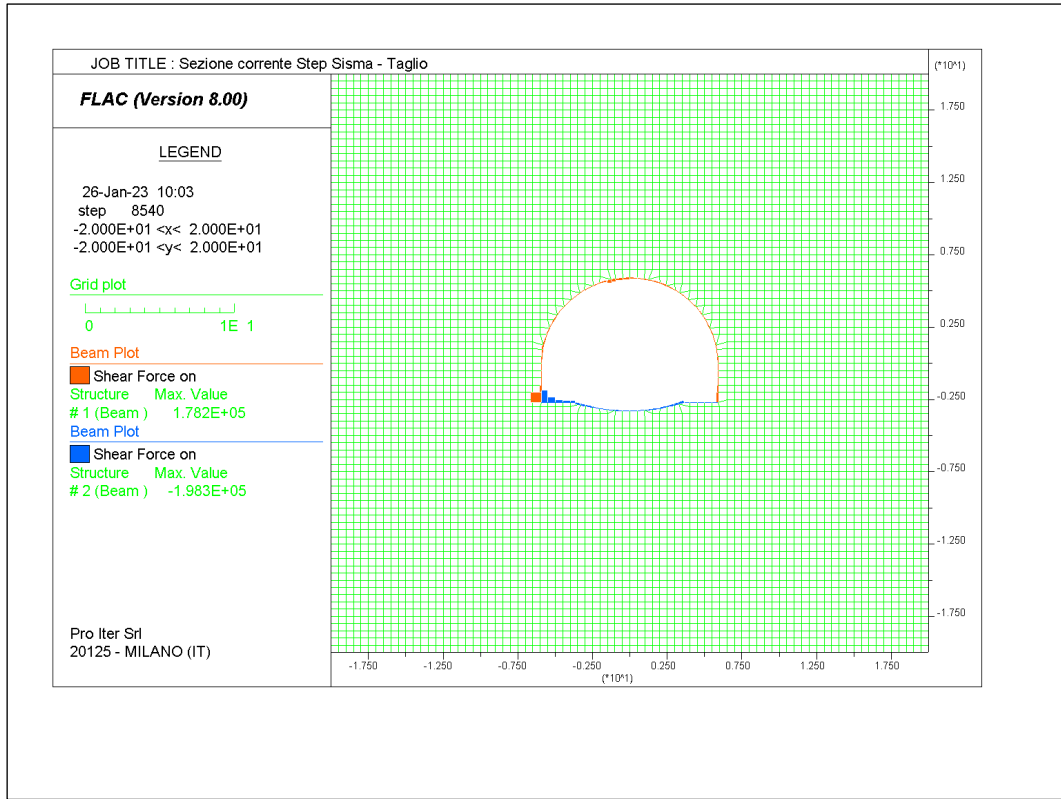 JOB TITLE : Sezione corrente Step Sisma - Taglio
(*10^1)
FLAC (Version 8.00)
LEGEND
26-Jan-23 10:03
step 8540
-2.000E+01 <x< 2.000E+01
-2.000E+01 <y< 2.000E+01
Grid plot
0 1E 1
Beam Plot
Shear Force on
Structure Max. Value
# 1 (Beam ) 1.782E+05
Beam Plot
Shear Force on
Structure Max. Value
# 2 (Beam ) -1.983E+05
Pro Iter Srl
20125 - MILANO (IT)
1.750
1.250
0.750
0.250
-0.250
-0.750
-1.250
-1.750
-1.750 -1.250 -0.750 -0.250 0.250 0.750 1.250 1.750
(*10^1)